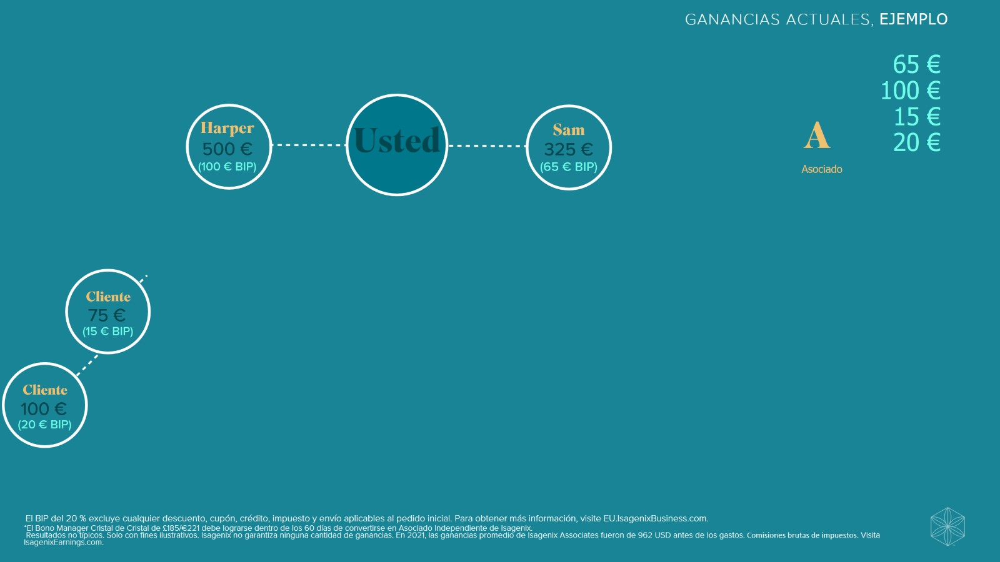 GANANCIAS ACTUALES, EJEMPLO
65 €
100 €
15 €
20 €
A
Asociado
Harper
500 €
(100 € BIP)
Usted
Sam
325 €
(65 € BIP)
Cliente
75 €
(15 € BIP)
Cliente
100 €
(20 € BIP)
El BIP del 20 % excluye cualquier descuento, cupón, crédito, impuesto y envío aplicables al pedido inicial. Para obtener más información, visite EU.IsagenixBusiness.com.
*El Bono Manager Cristal de Cristal de £185/€221 debe lograrse dentro de los 60 días de convertirse en Asociado Independiente de Isagenix.
Resultados no típicos. Solo con fines ilustrativos. Isagenix no garantiza ninguna cantidad de ganancias. En 2021, las ganancias promedio de Isagenix Associates fueron de 962 USD antes de los gastos. Comisiones brutas de impuestos. Visita
IsagenixEarnings.com.